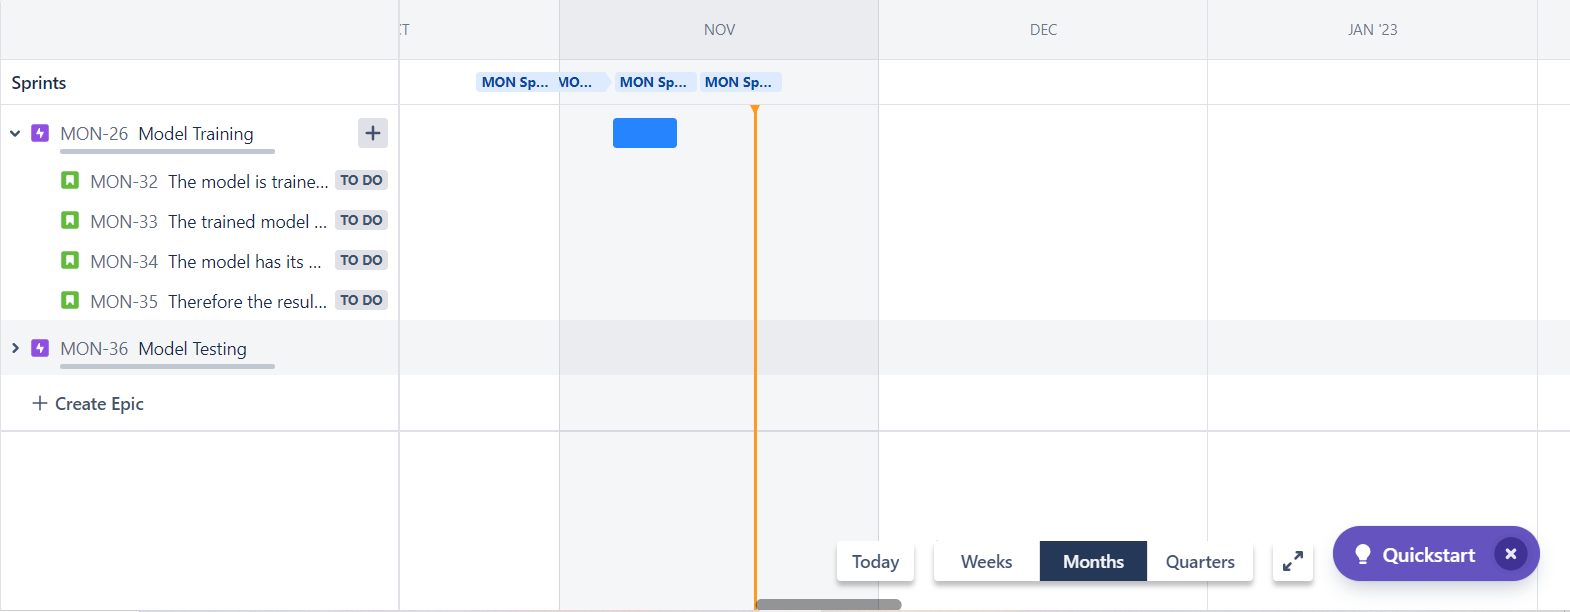 CT NOV DEC JAN '23
Sprints MON Sp... MO... MON Sp... MON Sp...
MON-26 Model Training
MON-32 The model is traine... TO DO
MON-33 The trained model ... TO DO
MON-34 The model has its ... TO DO
MON-35 Therefore the resul... TO DO
MON-36 Model Testing
+ Create Epic
Today Weeks Months Quarters Quickstart